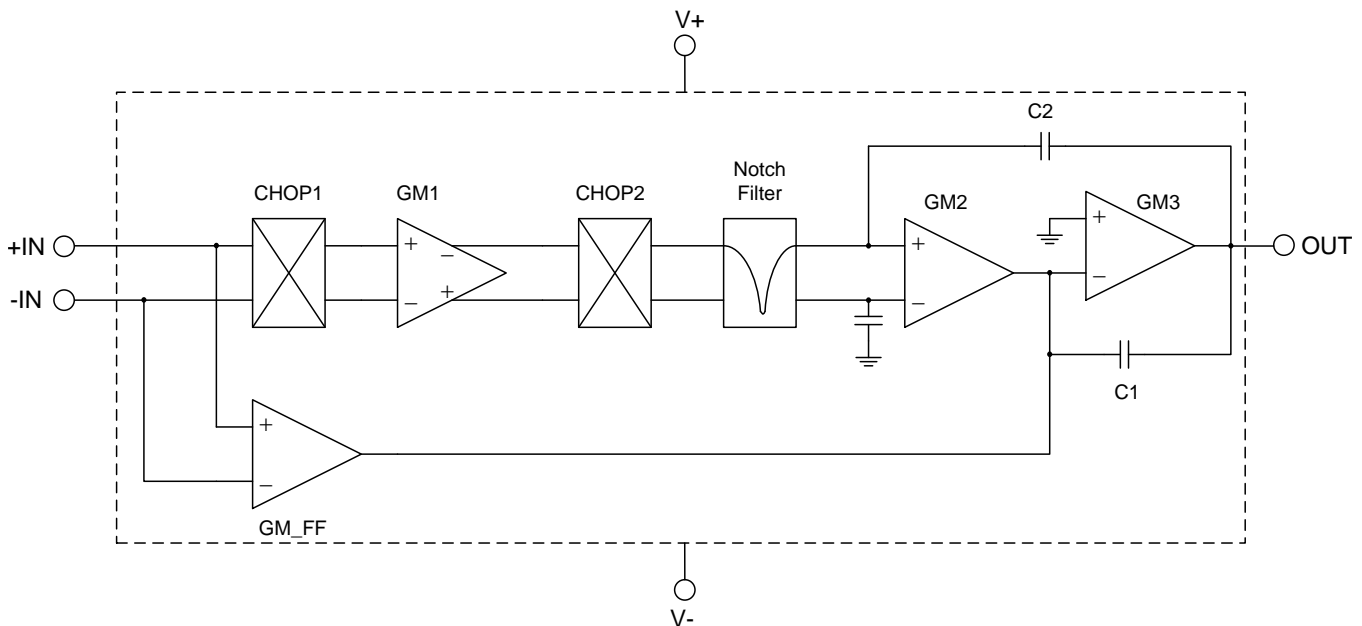 V+
C2
Notch
Filter
CHOP1
GM1
CHOP2
GM2
GM3
+IN
-IN
+
−
−
+
+
−
+
−
OUT
C1
+
−
GM_FF
V-